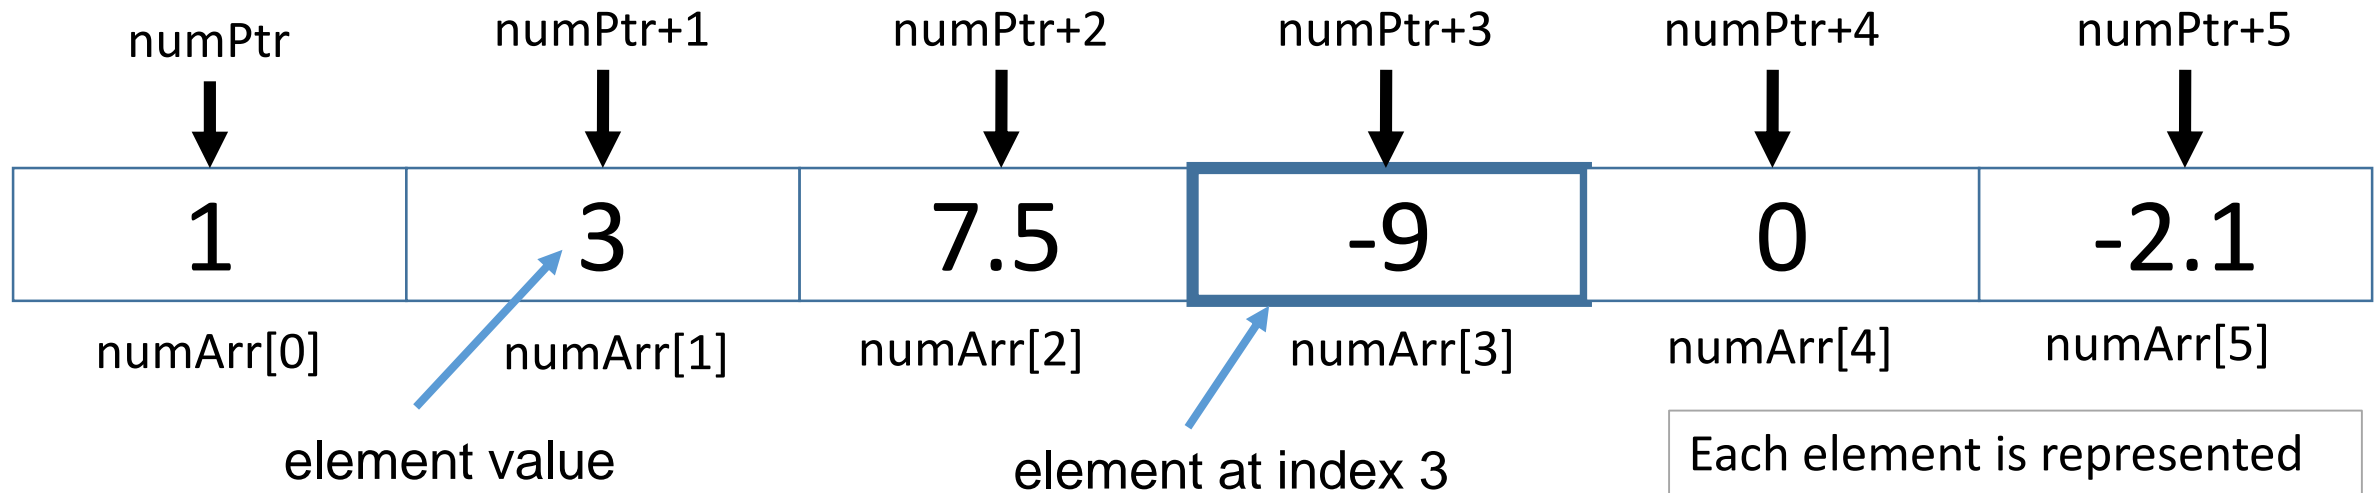 numPtr numPtr+1 numPtr+2 numPtr+3 numPtr+4 numPtr+5
1 3 7.5 -9 0 -2.1
numArr[0] numArr[1] numArr[2] numArr[3] numArr[4] numArr[5]
element value
element at index 3
Each element is represented